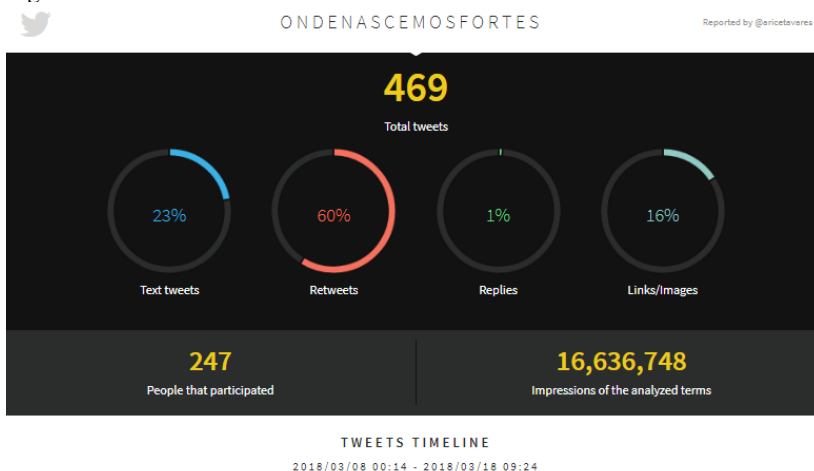 ONDENASCEMOSFORTES
Reported by @aricetavares
469
Total tweets
23%
60%
1%
16%
Text tweets
Retweets
Replies
Links/Images
247
People that participated
16,636,748
Impressions of the analyzed terms
TWEETS TIMELINE
2018/03/08 00:14 - 2018/03/18 09:24